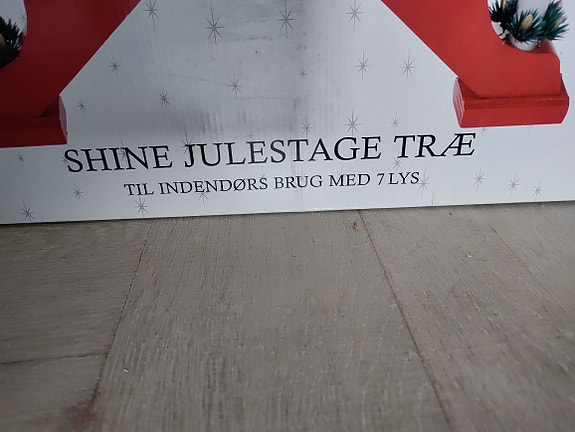 SHINE JULESTAGE TRÆ
TIL INDENDØRS BRUG MED 7 LYS